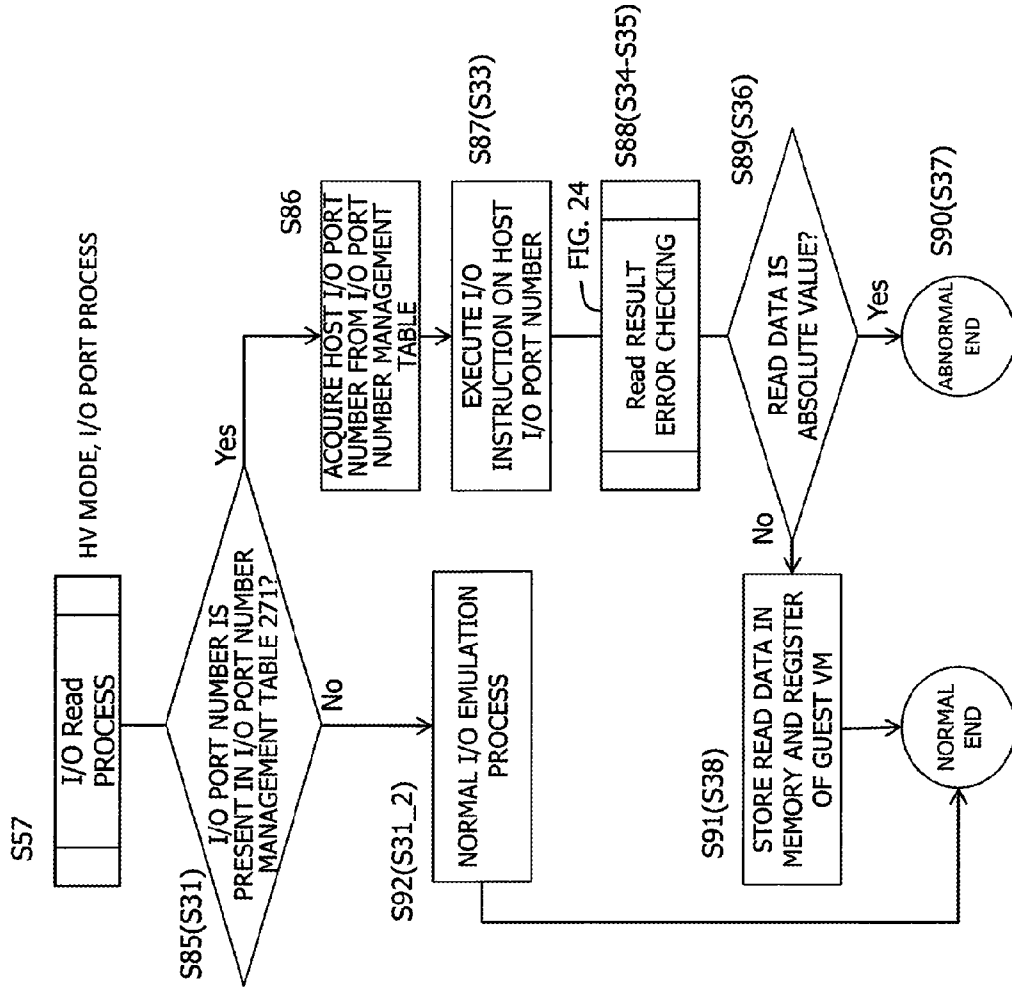 S57
I/O Read
PROCESS
HV MODE, I/O PORT PROCESS
S85(S31)
I/O PORT NUMBER IS
PRESENT IN I/O PORT NUMBER
MANAGEMENT TABLE 271?
Yes
No
S86
ACQUIRE HOST I/O PORT
NUMBER FROM I/O PORT
NUMBER MANAGEMENT
TABLE
S87(S33)
EXECUTE I/O
INSTRUCTION ON HOST
I/O PORT NUMBER
FIG. 24
S88(S34-S35)
Read RESULT
ERROR CHECKING
S89(S36)
READ DATA IS
ABSOLUTE VALUE?
No
Yes
S90(S37)
ABNORMAL
END
S92(S31_2)
NORMAL I/O EMULATION
PROCESS
S91(S38)
STORE READ DATA IN
MEMORY AND REGISTER
OF GUEST VM
NORMAL
END